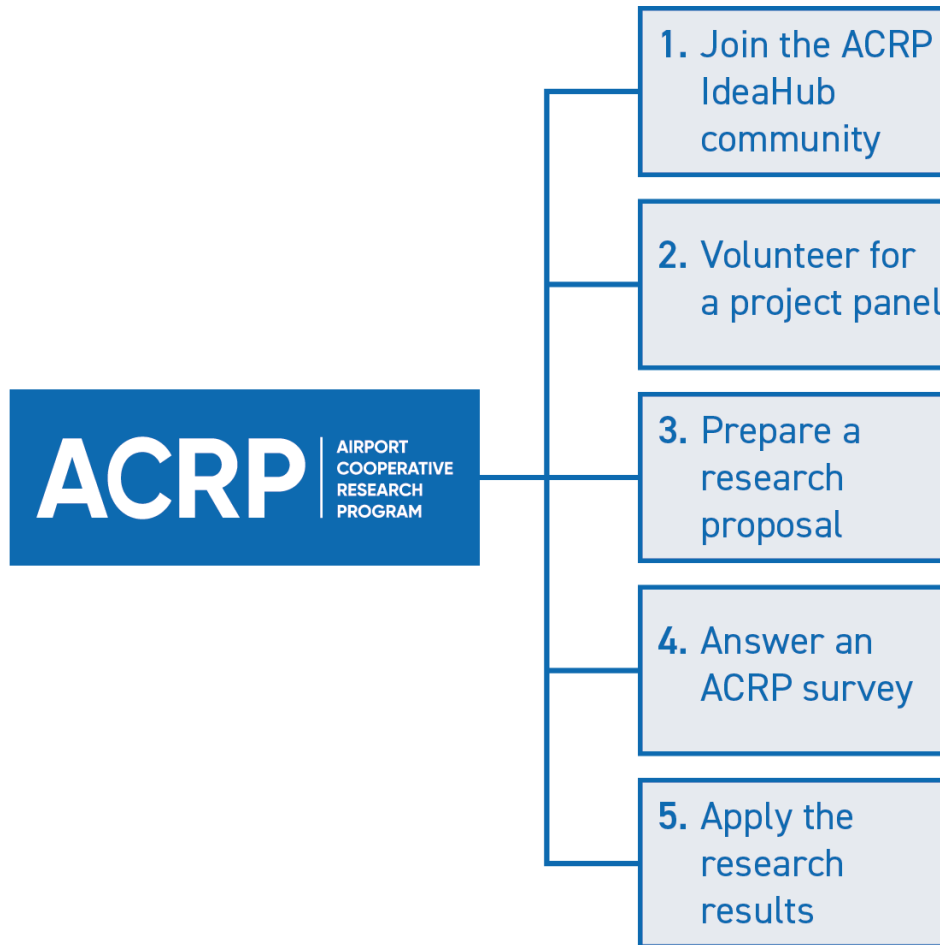 1. Join the ACRP
IdeaHub
community
2. Volunteer for
a project panel
ACRP
AIRPORT
COOPERATIVE
RESEARCH
PROGRAM
3. Prepare a
research
proposal
4. Answer an
ACRP survey
5. Apply the
research
results